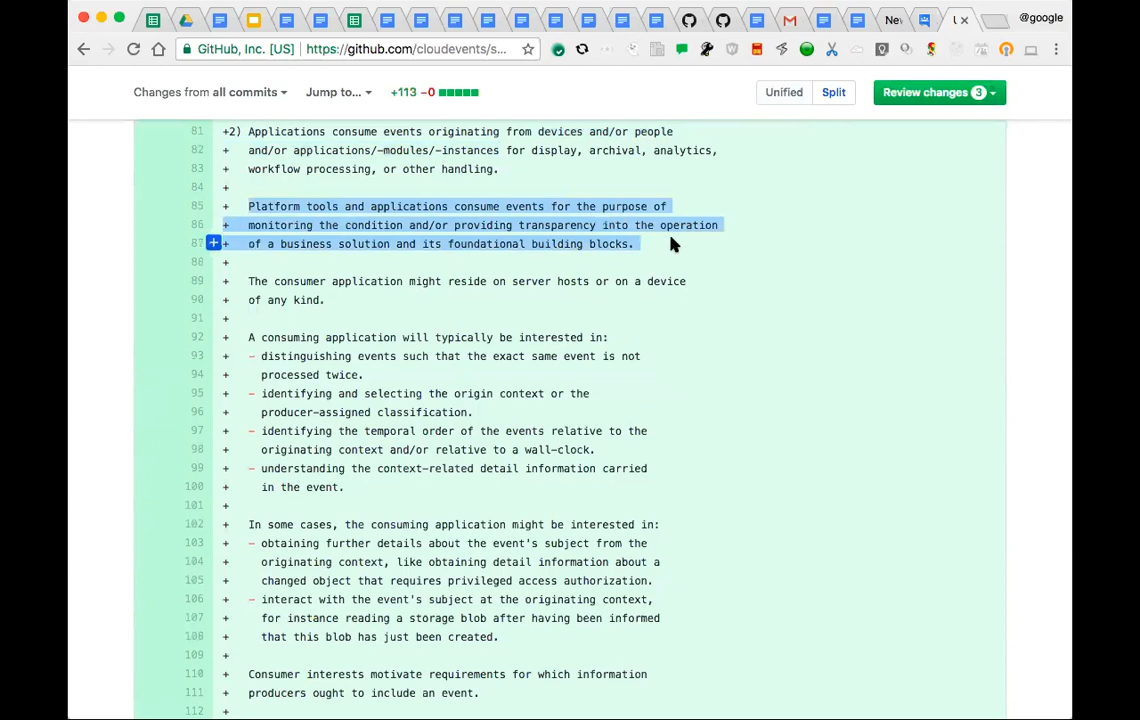 Nev
L
@google
GitHub, Inc. [US]
https://github.com/cloudevents/s...
Changes from all commits
Jump to...
+113 −0
Unified
Split
Review changes 3
81 +2) Applications consume events originating from devices and/or people
82 + and/or applications/-modules/-instances for display, archival, analytics,
83 + workflow processing, or other handling.
84 +
85 + Platform tools and applications consume events for the purpose of
86 + monitoring the condition and/or providing transparency into the operation
87 + of a business solution and its foundational building blocks.
88 +
89 + The consumer application might reside on server hosts or on a device
90 + of any kind.
91 +
92 + A consuming application will typically be interested in:
93 + - distinguishing events such that the exact same event is not
94 + processed twice.
95 + - identifying and selecting the origin context or the
96 + producer-assigned classification.
97 + - identifying the temporal order of the events relative to the
98 + originating context and/or relative to a wall-clock.
99 + - understanding the context-related detail information carried
100 + in the event.
101 +
102 + In some cases, the consuming application might be interested in:
103 + - obtaining further details about the event's subject from the
104 + originating context, like obtaining detail information about a
105 + changed object that requires privileged access authorization.
106 + - interact with the event's subject at the originating context,
107 + for instance reading a storage blob after having been informed
108 + that this blob has just been created.
109 +
110 + Consumer interests motivate requirements for which information
111 + producers ought to include an event.
112 +